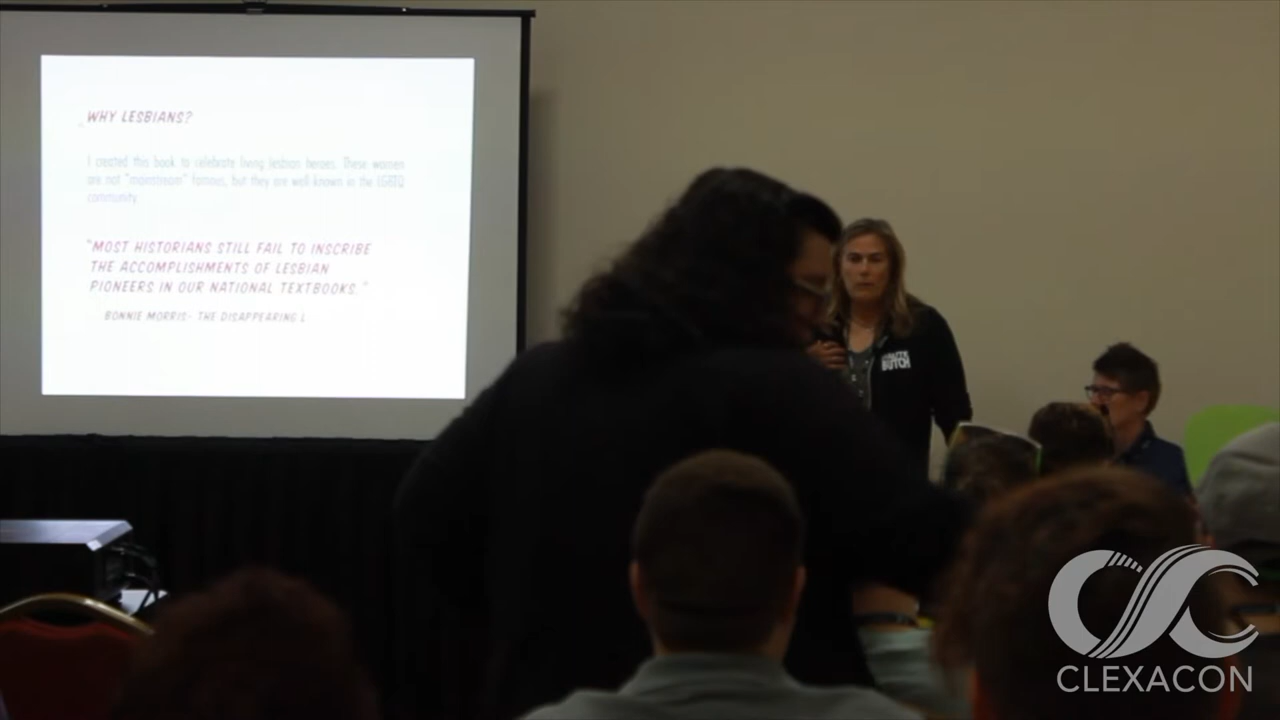 WHY LESBIANS?
I created this book to celebrate living lesbian heroes. These women
are not "mainstream" famous, but they are well known in the LGBTQ
community.
"MOST HISTORIANS STILL FAIL TO INSCRIBE
THE ACCOMPLISHMENTS OF LESBIAN
PIONEERS IN OUR NATIONAL TEXTBOOKS."
BONNIE MORRIS- THE DISAPPEARING L
BUTCH
CLEXACON